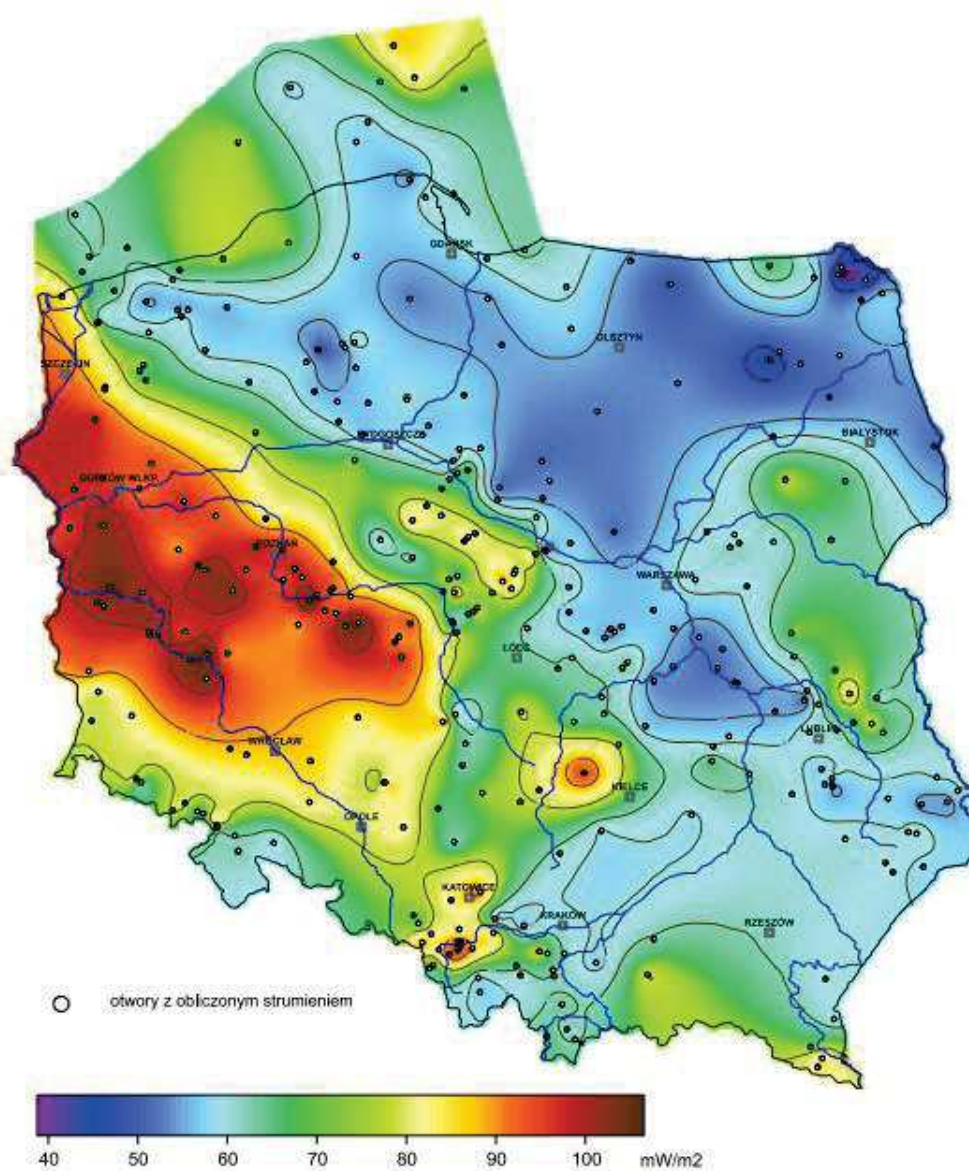 GDAŃSK
OLSZTYN
SZCZECIN
BYDGOSZCZ
BIAŁYSTOK
GORKÓW WLKP.
POZNAŃ
WARSZAWA
ŁÓDŹ
LUBLIN
WROCŁAW
KIELCE
OPOLE
KATOWICE
KRAKÓW
RZESZÓW
otwory z obliczonym strumieniem
40 50 60 70 80 90 100 mW/m2